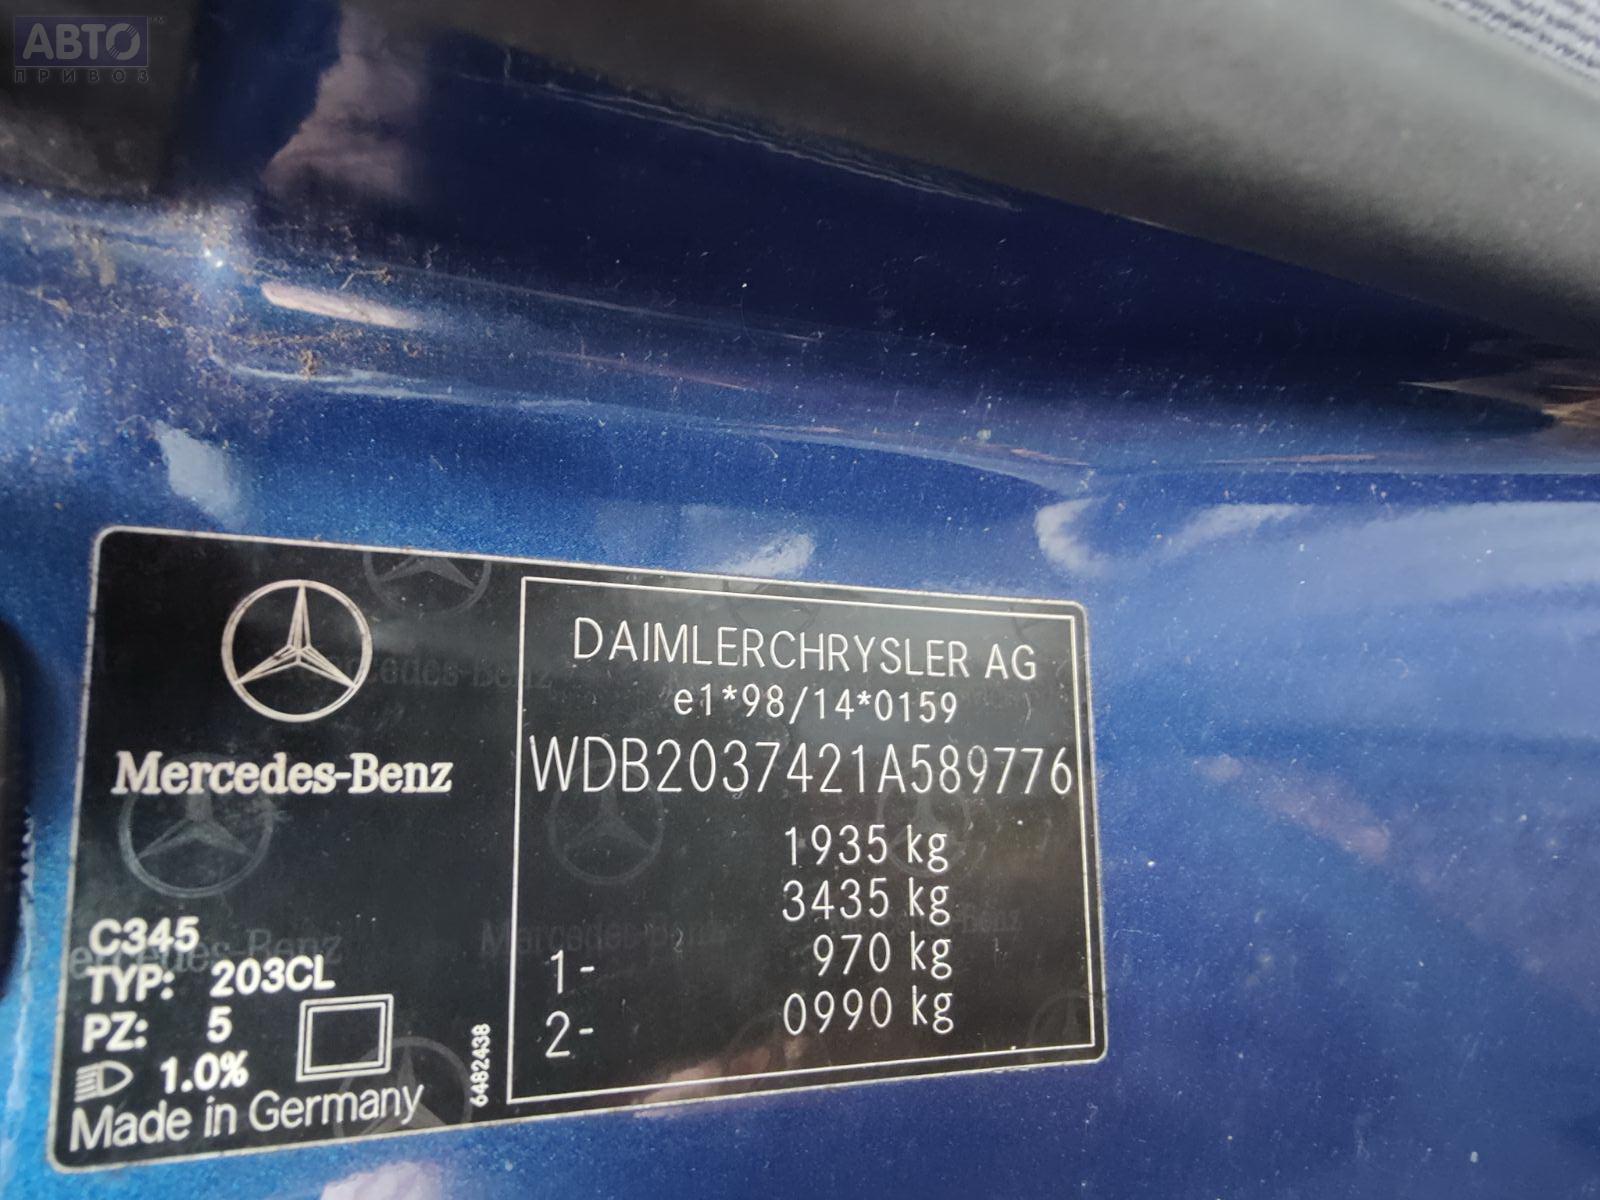 АВТО™
ПРИВОЗ
Mercedes-Benz
C345
TYP: 203CL
PZ: 5
1.0%
Made in Germany
6482438
DAIMLERCHRYSLER AG
e1*98/14*0159
WDB2037421A589776
1935 kg
3435 kg
1- 970 kg
2- 0990 kg